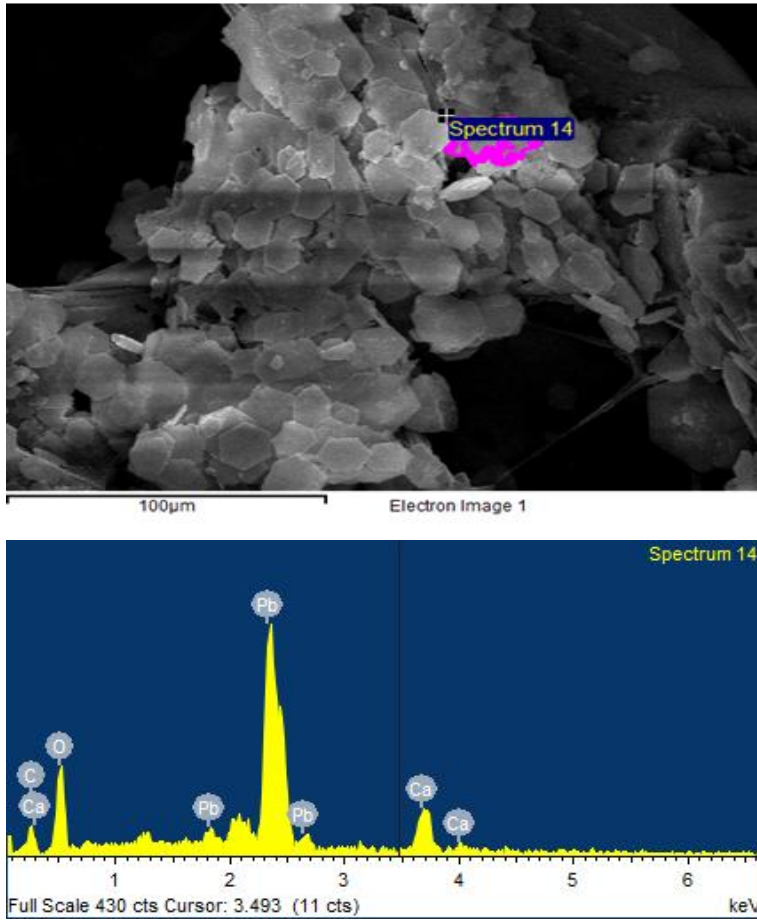 Spectrum 14
100µm Electron Image 1
Spectrum 14
Pb
O
C
Ca
Pb
Pb
Ca
Ca
1 2 3 4 5 6
Full Scale 430 cts Cursor: 3.493 (11 cts) keV